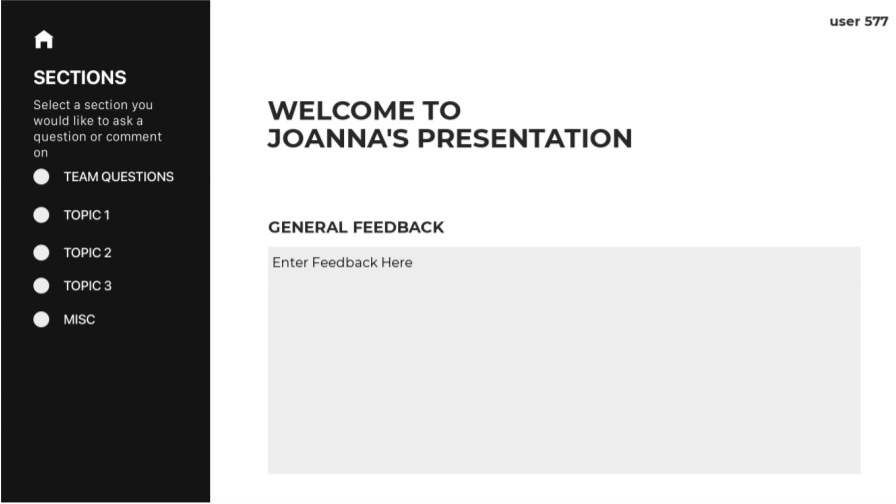 user 577
SECTIONS
Select a section you
would like to ask a
question or comment
on
TEAM QUESTIONS
TOPIC 1
TOPIC 2
TOPIC 3
MISC
WELCOME TO
JOANNA'S PRESENTATION
GENERAL FEEDBACK
Enter Feedback Here